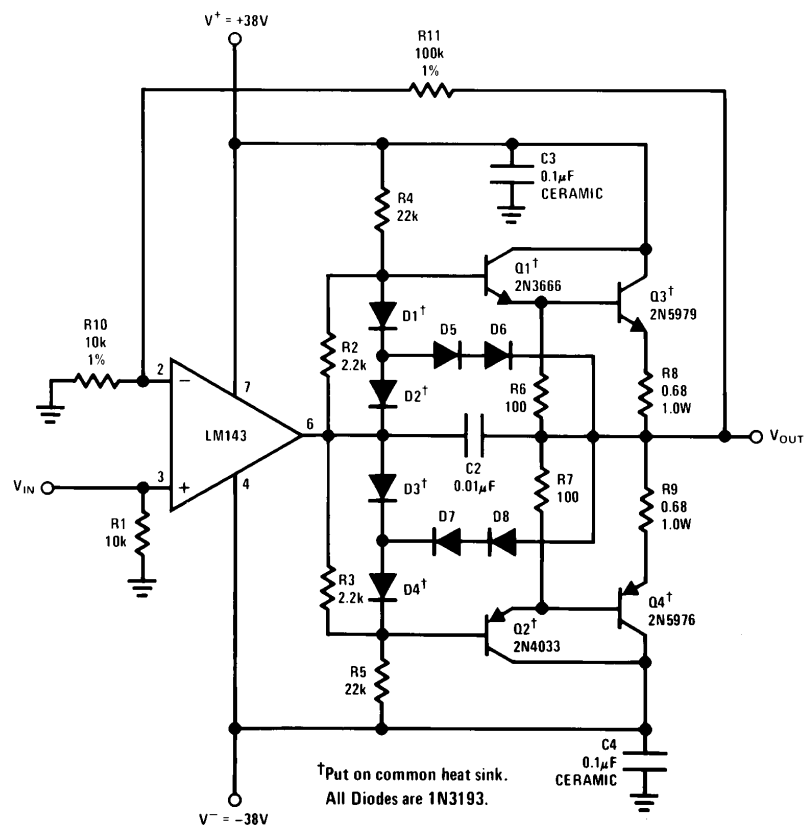 V⁺ = +38V
R11
100k
1%
C3
0.1μF
CERAMIC
R4
22k
Q1†
2N3666
Q3†
2N5979
D1†
D5
D6
R10
10k
1%
R2
2.2k
R8
0.68
1.0W
R6
100
2
−
7
D2†
LM143
6
VOUT
C2
0.01μF
R7
100
VIN
3
+
4
D3†
R9
0.68
1.0W
R1
10k
D7
D8
R3
2.2k
D4†
Q2†
2N4033
Q4†
2N5976
R5
22k
C4
0.1μF
CERAMIC
†Put on common heat sink.
All Diodes are 1N3193.
V⁻ = −38V